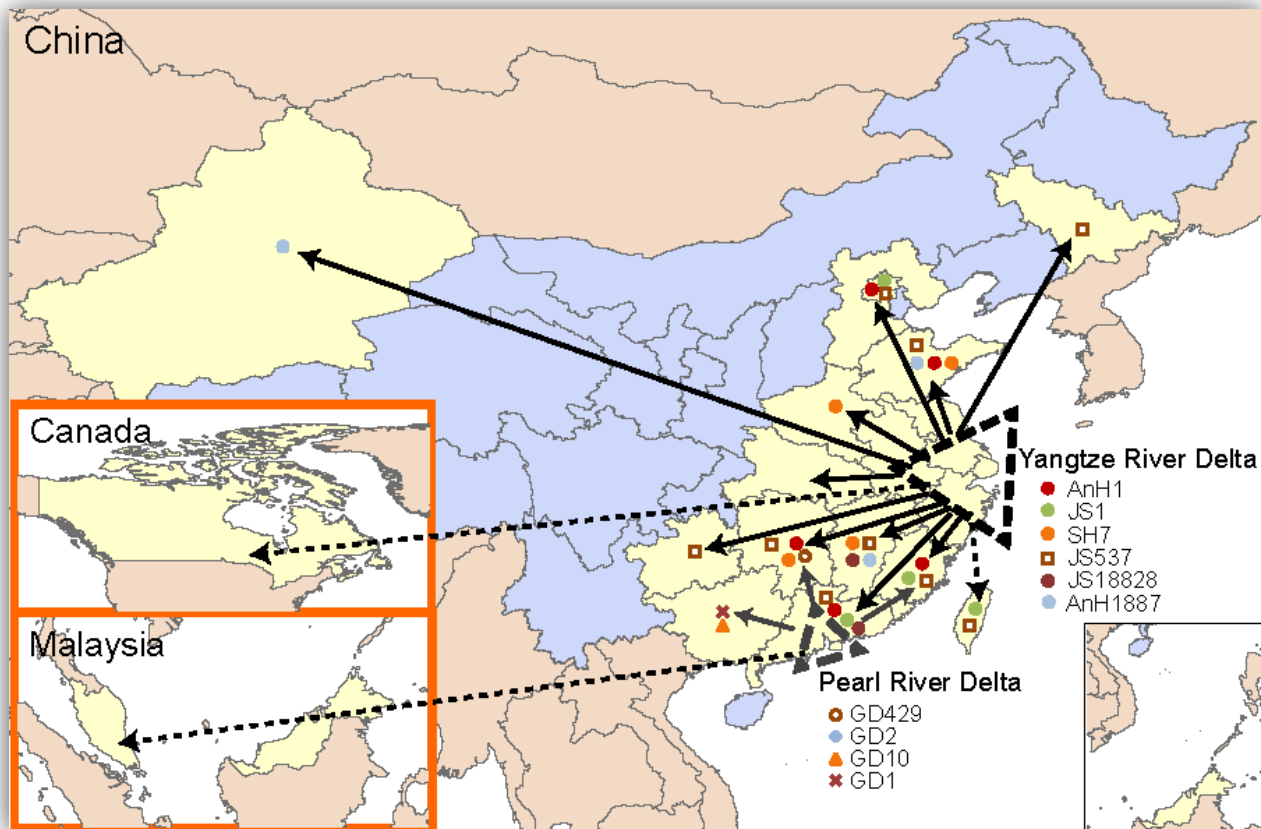 China
Canada
Malaysia
Yangtze River Delta
AnH1
JS1
SH7
JS537
JS18828
AnH1887
Pearl River Delta
GD429
GD2
GD10
GD1